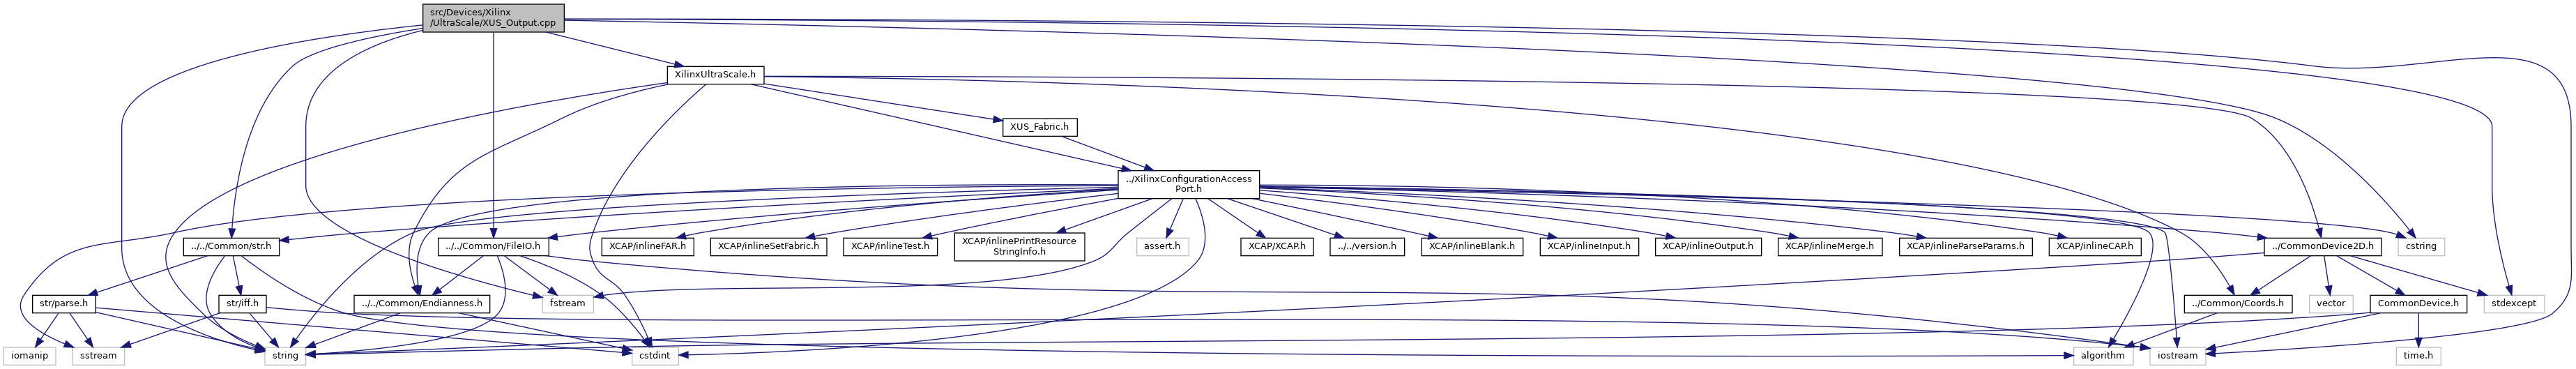 src/Devices/Xilinx
/UltraScale/XUS_Output.cpp
XilinxUltraScale.h
XUS_Fabric.h
../XilinxConfigurationAccess
Port.h
../../Common/str.h
../../Common/FileIO.h
XCAP/inlineFAR.h
XCAP/inlineSetFabric.h
XCAP/inlineTest.h
XCAP/inlinePrintResource
StringInfo.h
assert.h
XCAP/XCAP.h
../../version.h
XCAP/inlineBlank.h
XCAP/inlineInput.h
XCAP/inlineOutput.h
XCAP/inlineMerge.h
XCAP/inlineParseParams.h
XCAP/inlineCAP.h
../CommonDevice2D.h
cstring
str/parse.h
str/iff.h
../../Common/Endianness.h
fstream
../Common/Coords.h
vector
CommonDevice.h
stdexcept
iomanip
sstream
string
cstdint
algorithm
iostream
time.h